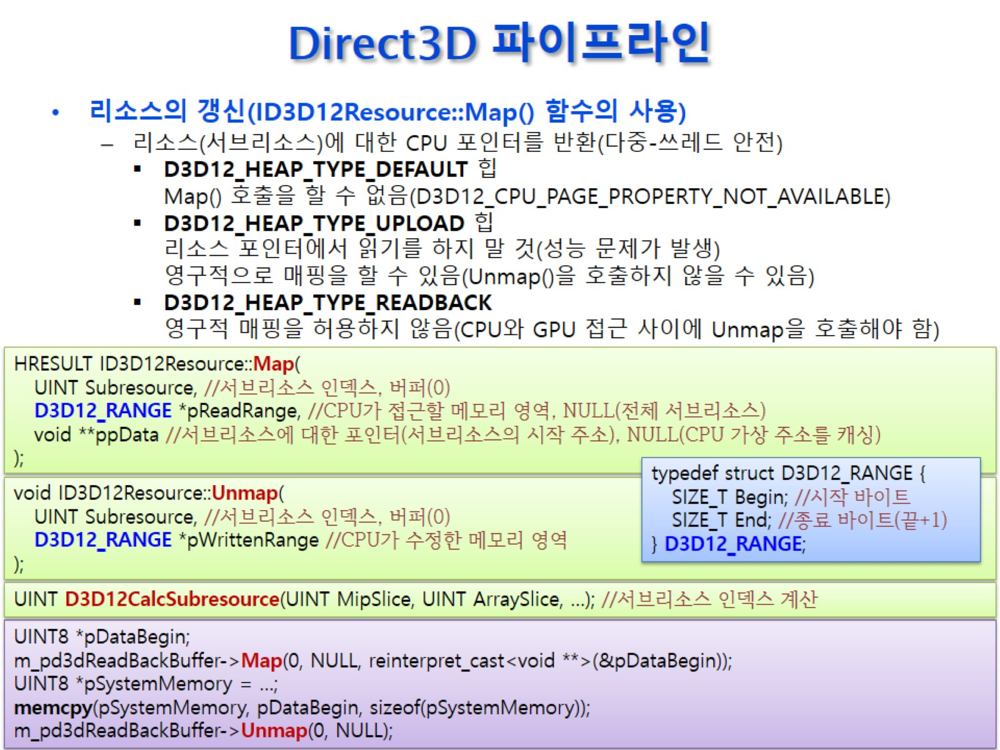 Direct3D 파이프라인
• 리소스의 갱신(ID3D12Resource::Map() 함수의 사용)
– 리소스(서브리소스)에 대한 CPU 포인터를 반환(다중-쓰레드 안전)
▪ D3D12_HEAP_TYPE_DEFAULT 힙
Map() 호출을 할 수 없음(D3D12_CPU_PAGE_PROPERTY_NOT_AVAILABLE)
▪ D3D12_HEAP_TYPE_UPLOAD 힙
리소스 포인터에서 읽기를 하지 말 것(성능 문제가 발생)
영구적으로 매핑을 할 수 있음(Unmap()을 호출하지 않을 수 있음)
▪ D3D12_HEAP_TYPE_READBACK
영구적 매핑을 허용하지 않음(CPU와 GPU 접근 사이에 Unmap을 호출해야 함)
HRESULT ID3D12Resource::Map(
UINT Subresource, //서브리소스 인덱스, 버퍼(0)
D3D12_RANGE *pReadRange, //CPU가 접근할 메모리 영역, NULL(전체 서브리소스)
void **ppData //서브리소스에 대한 포인터(서브리소스의 시작 주소), NULL(CPU 가상 주소를 캐싱)
);
void ID3D12Resource::Unmap(
UINT Subresource, //서브리소스 인덱스, 버퍼(0)
D3D12_RANGE *pWrittenRange //CPU가 수정한 메모리 영역
);
typedef struct D3D12_RANGE {
SIZE_T Begin; //시작 바이트
SIZE_T End; //종료 바이트(끝+1)
} D3D12_RANGE;
UINT D3D12CalcSubresource(UINT MipSlice, UINT ArraySlice, ...); //서브리소스 인덱스 계산
UINT8 *pDataBegin;
m_pd3dReadBackBuffer->Map(0, NULL, reinterpret_cast<void **>(&pDataBegin));
UINT8 *pSystemMemory = ...;
memcpy(pSystemMemory, pDataBegin, sizeof(pSystemMemory));
m_pd3dReadBackBuffer->Unmap(0, NULL);